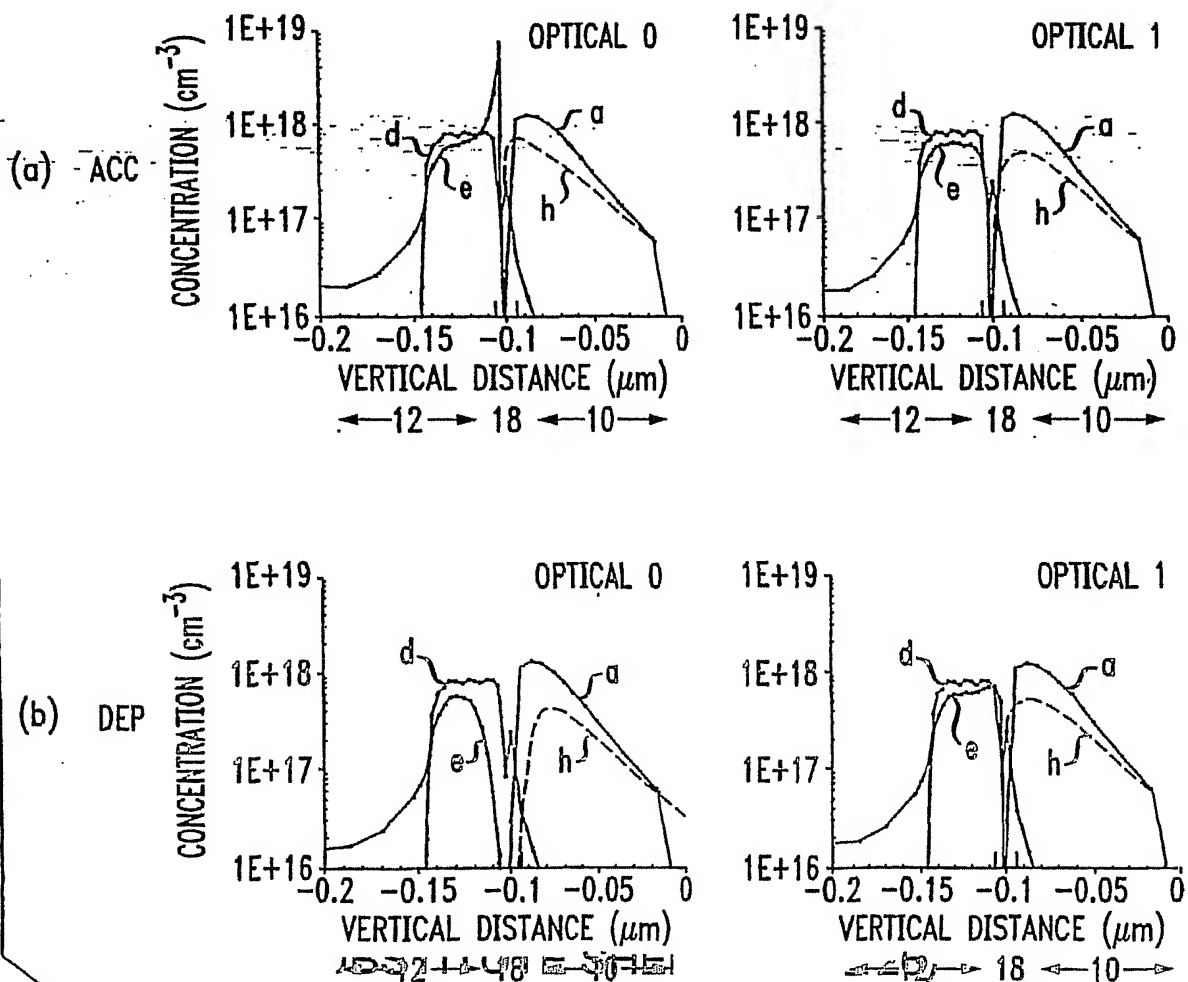 (a) ACC
CONCENTRATION (cm⁻³)
1E+19
1E+18
1E+17
1E+16
OPTICAL 0
d
e
a
h
-0.2 -0.15 -0.1 -0.05 0
VERTICAL DISTANCE (μm)
12 18 10
1E+19
1E+18
1E+17
1E+16
OPTICAL 1
d
e
a
h
-0.2 -0.15 -0.1 -0.05 0
VERTICAL DISTANCE (μm)
12 18 10
(b) DEP
CONCENTRATION (cm⁻³)
1E+19
1E+18
1E+17
1E+16
OPTICAL 0
d
e
a
h
-0.2 -0.15 -0.1 -0.05 0
VERTICAL DISTANCE (μm)
12 18 10
1E+19
1E+18
1E+17
1E+16
OPTICAL 1
d
e
a
h
-0.2 -0.15 -0.1 -0.05 0
VERTICAL DISTANCE (μm)
18 10